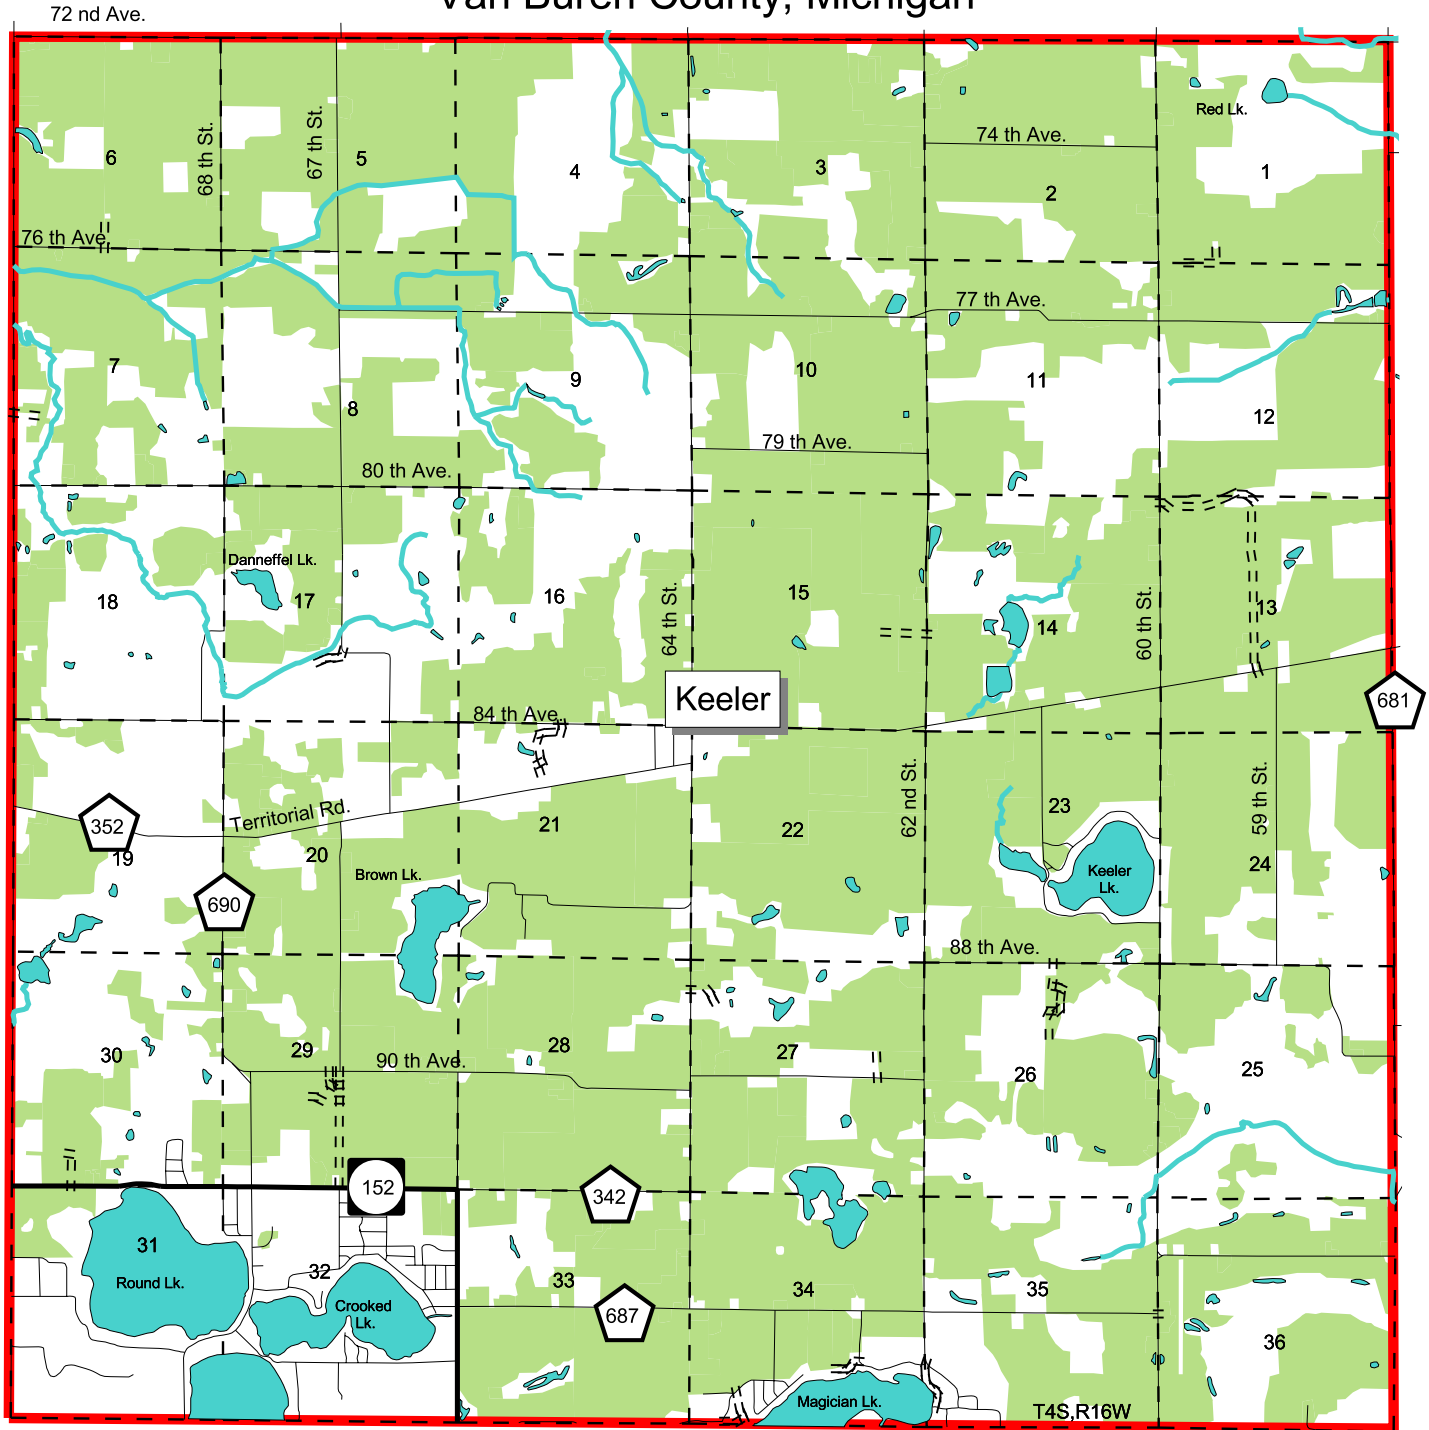 Van Buren County, Michigan
72 nd Ave.
Red Lk.
74 th Ave.
67 th St.
68 th St.
6
5
4
3
2
1
76 th Ave.
77 th Ave.
7
8
9
10
11
12
79 th Ave.
80 th Ave.
Danneffel Lk.
18
17
16
15
14
13
64 th St.
60 th St.
Keeler
681
84 th Ave.
62 nd St.
59 th St.
Territorial Rd.
352
19
20
21
22
23
24
Brown Lk.
Keeler
Lk.
690
88 th Ave.
30
29
28
27
26
25
90 th Ave.
152
342
31
32
33
34
35
36
Round Lk.
Crooked
Lk.
687
Magician Lk.
T4S,R16W